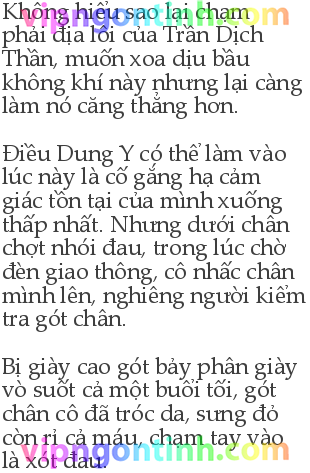 Không hiểu sao lại chạm
phải địa lôi của Trần Dịch
Thần, muốn xoa dịu bầu
không khí này nhưng lại càng
làm nó căng thẳng hơn.
Điều Dung Y có thể làm vào
lúc này là cố gắng hạ cảm
giác tồn tại của mình xuống
thấp nhất. Nhưng dưới chân
chợt nhói đau, trong lúc chờ
đèn giao thông, cô nhấc chân
mình lên, nghiêng người kiểm
tra gót chân.
Bị giày cao gót bảy phân giày
vò suốt cả một buổi tối, gót
chân cô đã tróc da, sưng đỏ
còn rỉ cả máu, chạm tay vào
là xót đau.
vipngontinh.com
vipngontinh.com